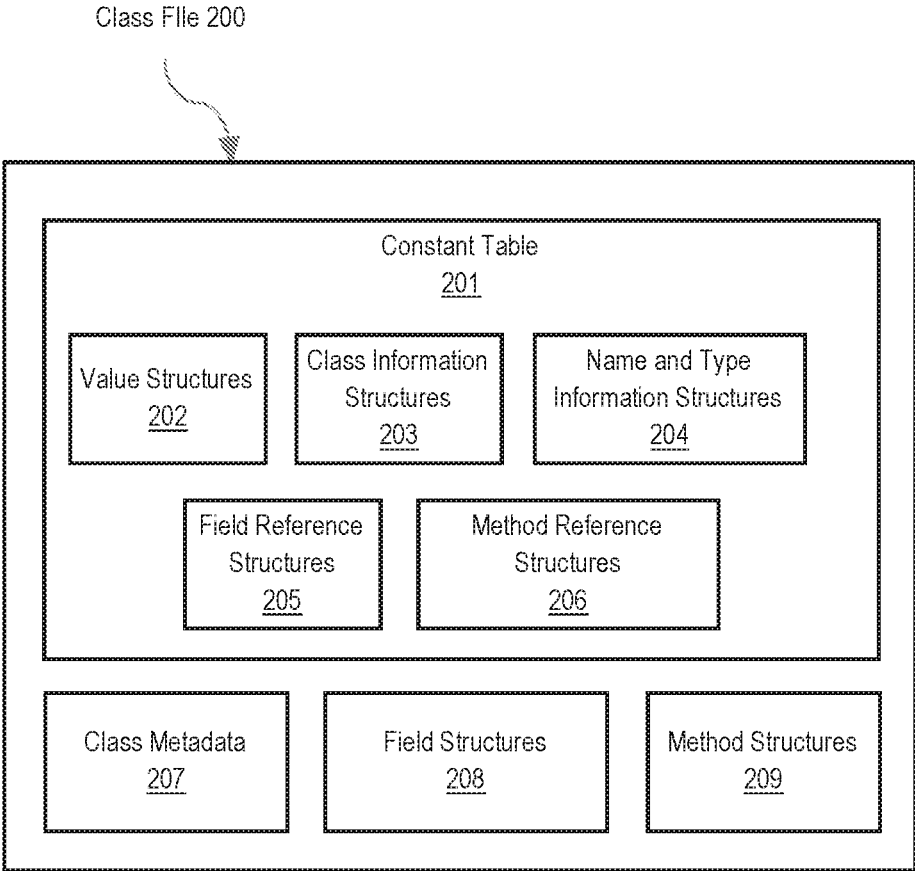 Class FIle 200
Constant Table
201
Value Structures
202
Class Information
Structures
203
Name and Type
Information Structures
204
Field Reference
Structures
205
Method Reference
Structures
206
Class Metadata
207
Field Structures
208
Method Structures
209